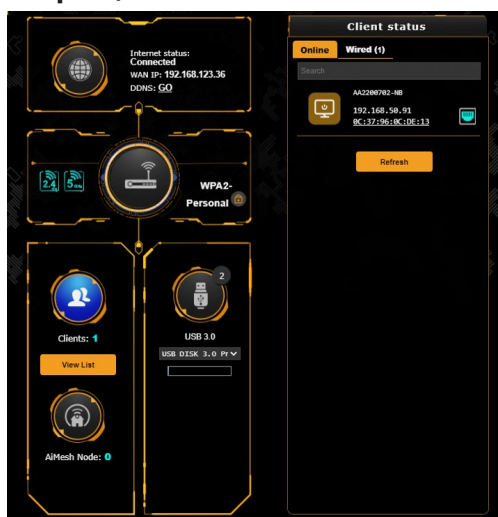 Internet status:
Connected
WAN IP: 192.168.123.36
DDNS: GO
2.4
5
WPA2-
Personal
Clients: 1
View List
AiMesh Node: 0
2
USB 3.0
USB DISK 3.0 Pr
Client status
Online
Wired (1)
Search
AA2200702-NB
192.168.50.91
0C:37:96:0C:DE:13
Refresh